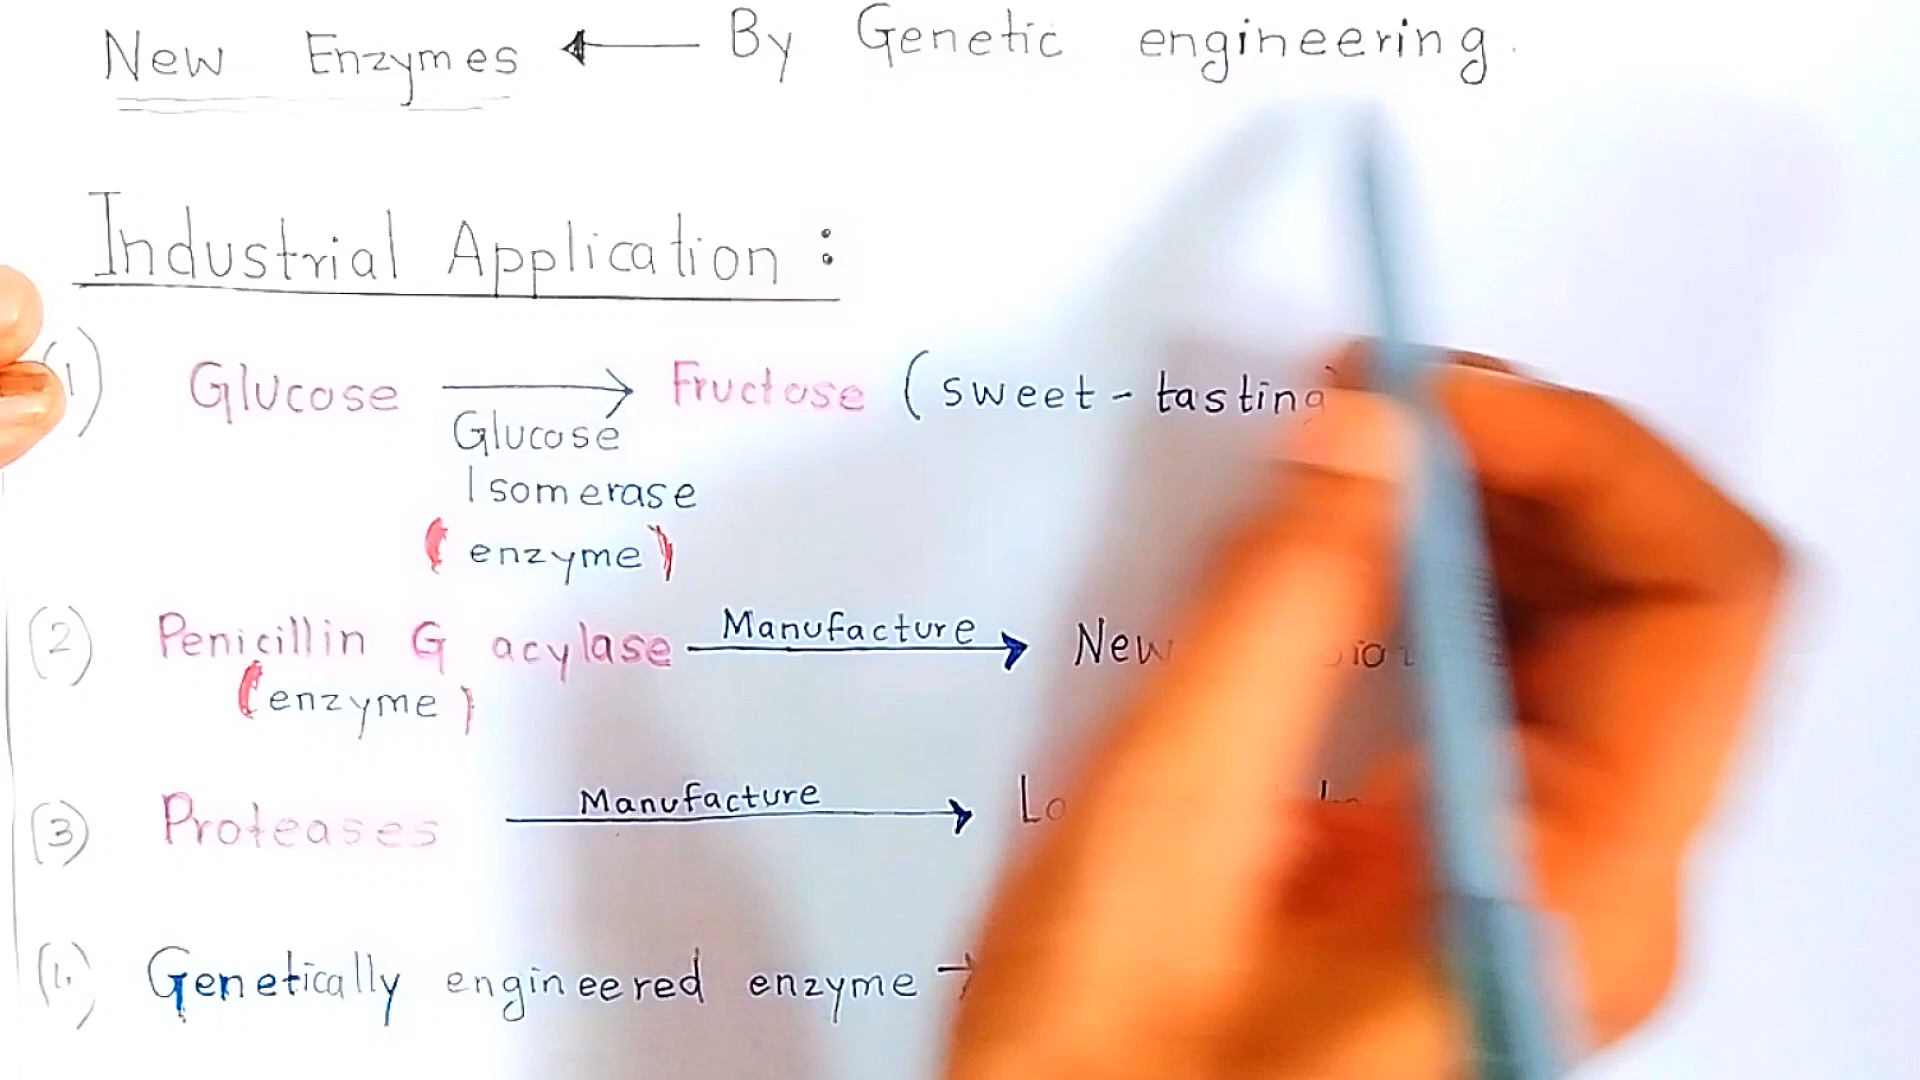 New Enzymes ← By Genetic engineering.
Industrial Application :
(1) Glucose → Fructose (sweet-tasting)
Glucose
Isomerase
(enzyme)
(2) Penicillin G acylase Manufacture → New
(enzyme)
(3) Proteases Manufacture →
Genetically engineered enzyme →